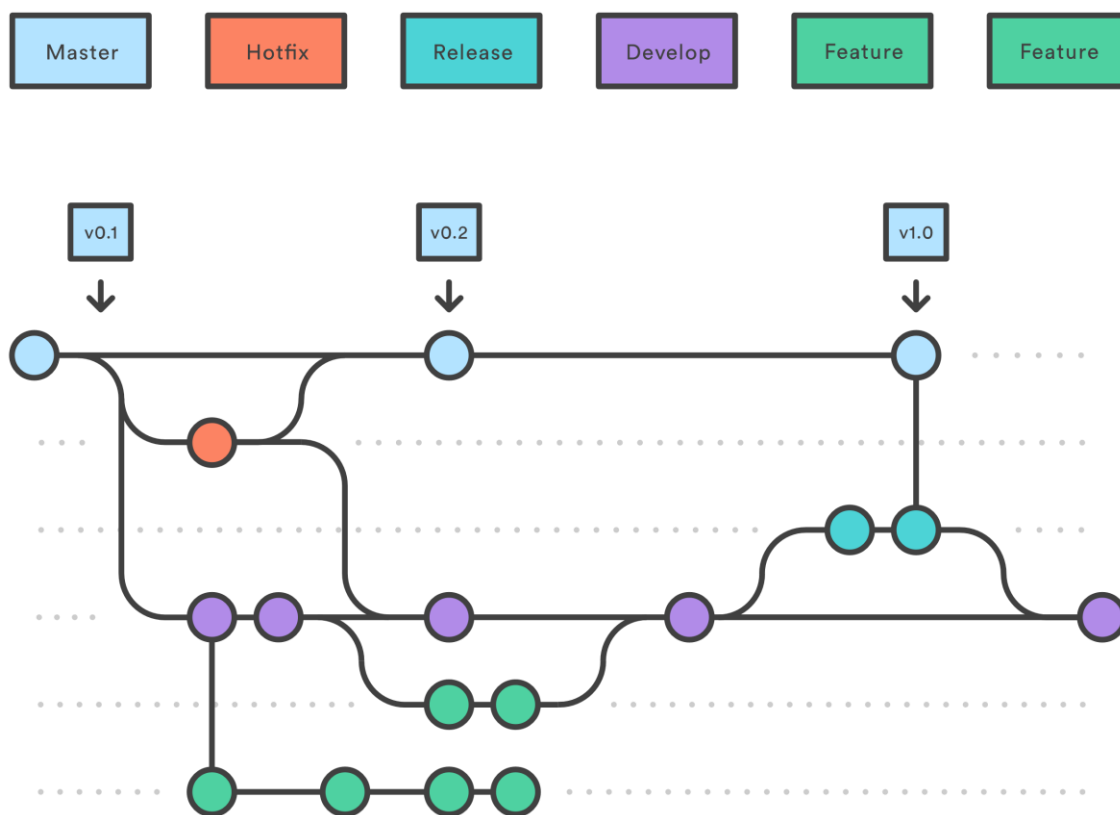 Master
Hotfix
Release
Develop
Feature
Feature
v0.1
v0.2
v1.0